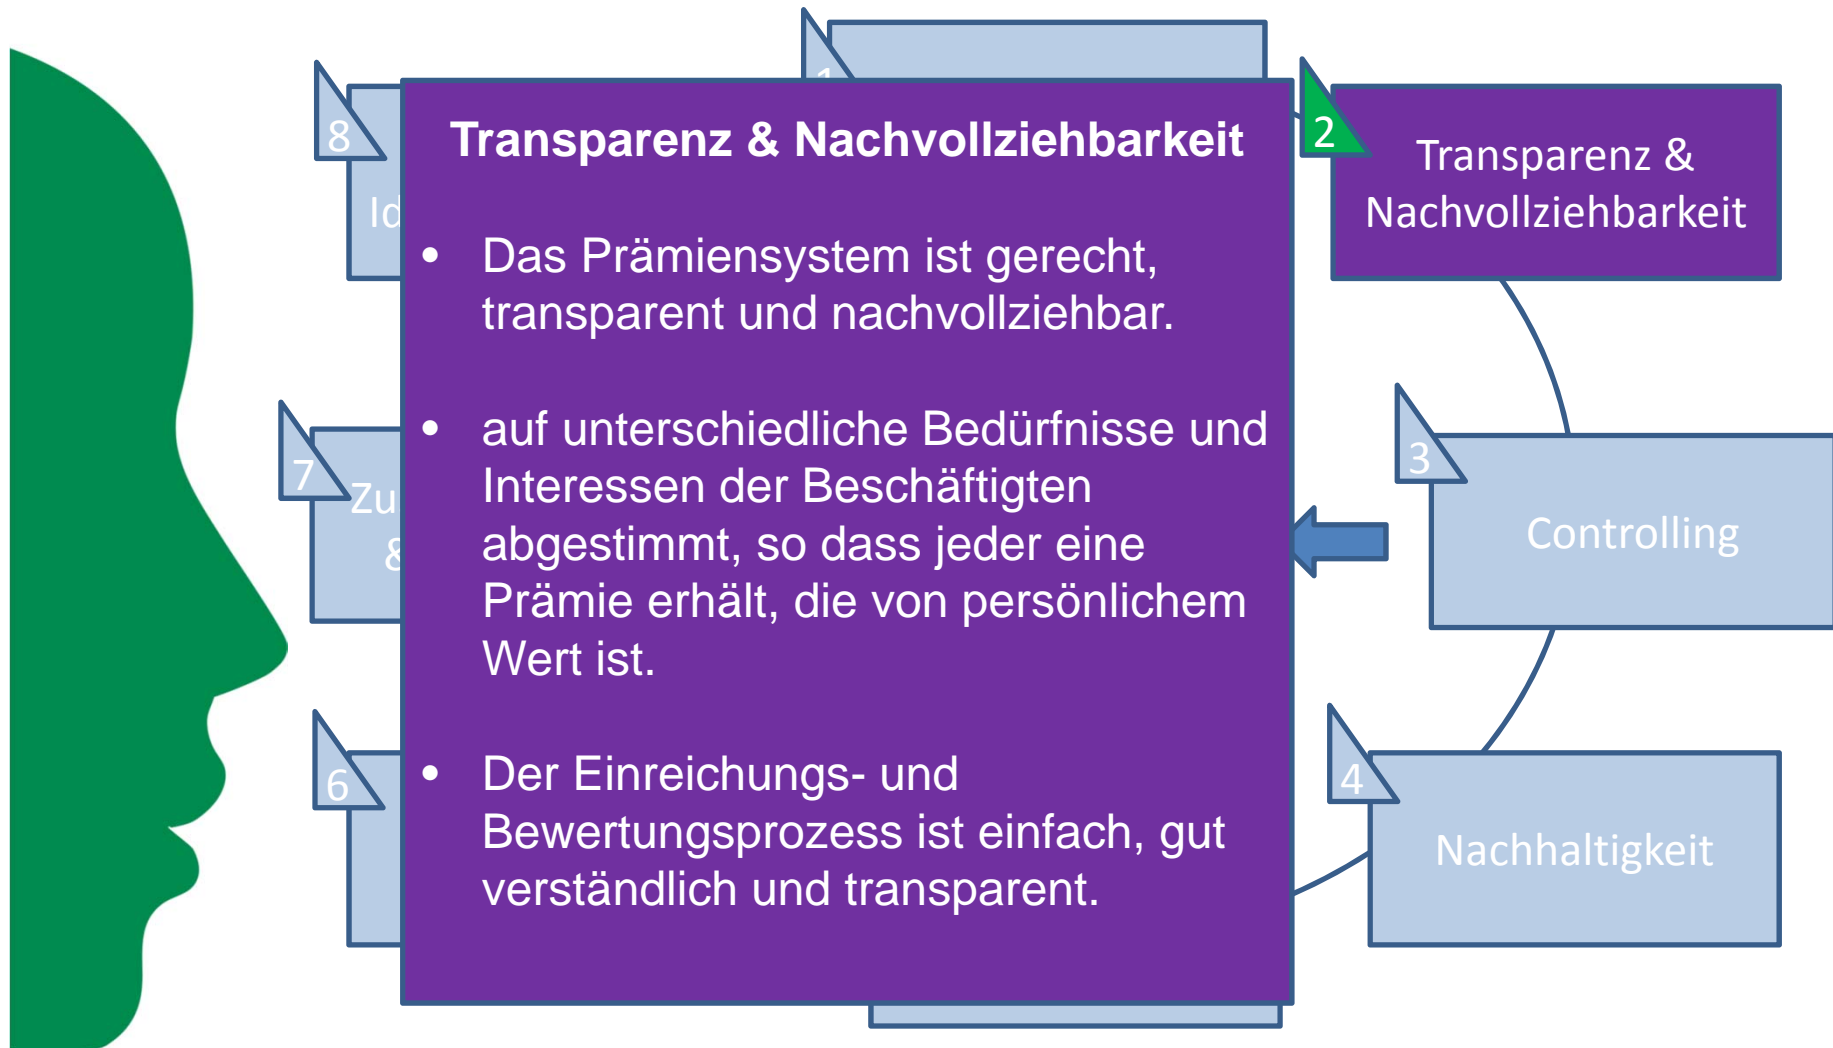 1
8
Transparenz & Nachvollziehbarkeit
• Das Prämiensystem ist gerecht,
transparent und nachvollziehbar.
• auf unterschiedliche Bedürfnisse und
Interessen der Beschäftigten
abgestimmt, so dass jeder eine
Prämie erhält, die von persönlichem
Wert ist.
• Der Einreichungs- und
Bewertungsprozess ist einfach, gut
verständlich und transparent.
2
Transparenz &
Nachvollziehbarkeit
3
Controlling
4
Nachhaltigkeit
6
7